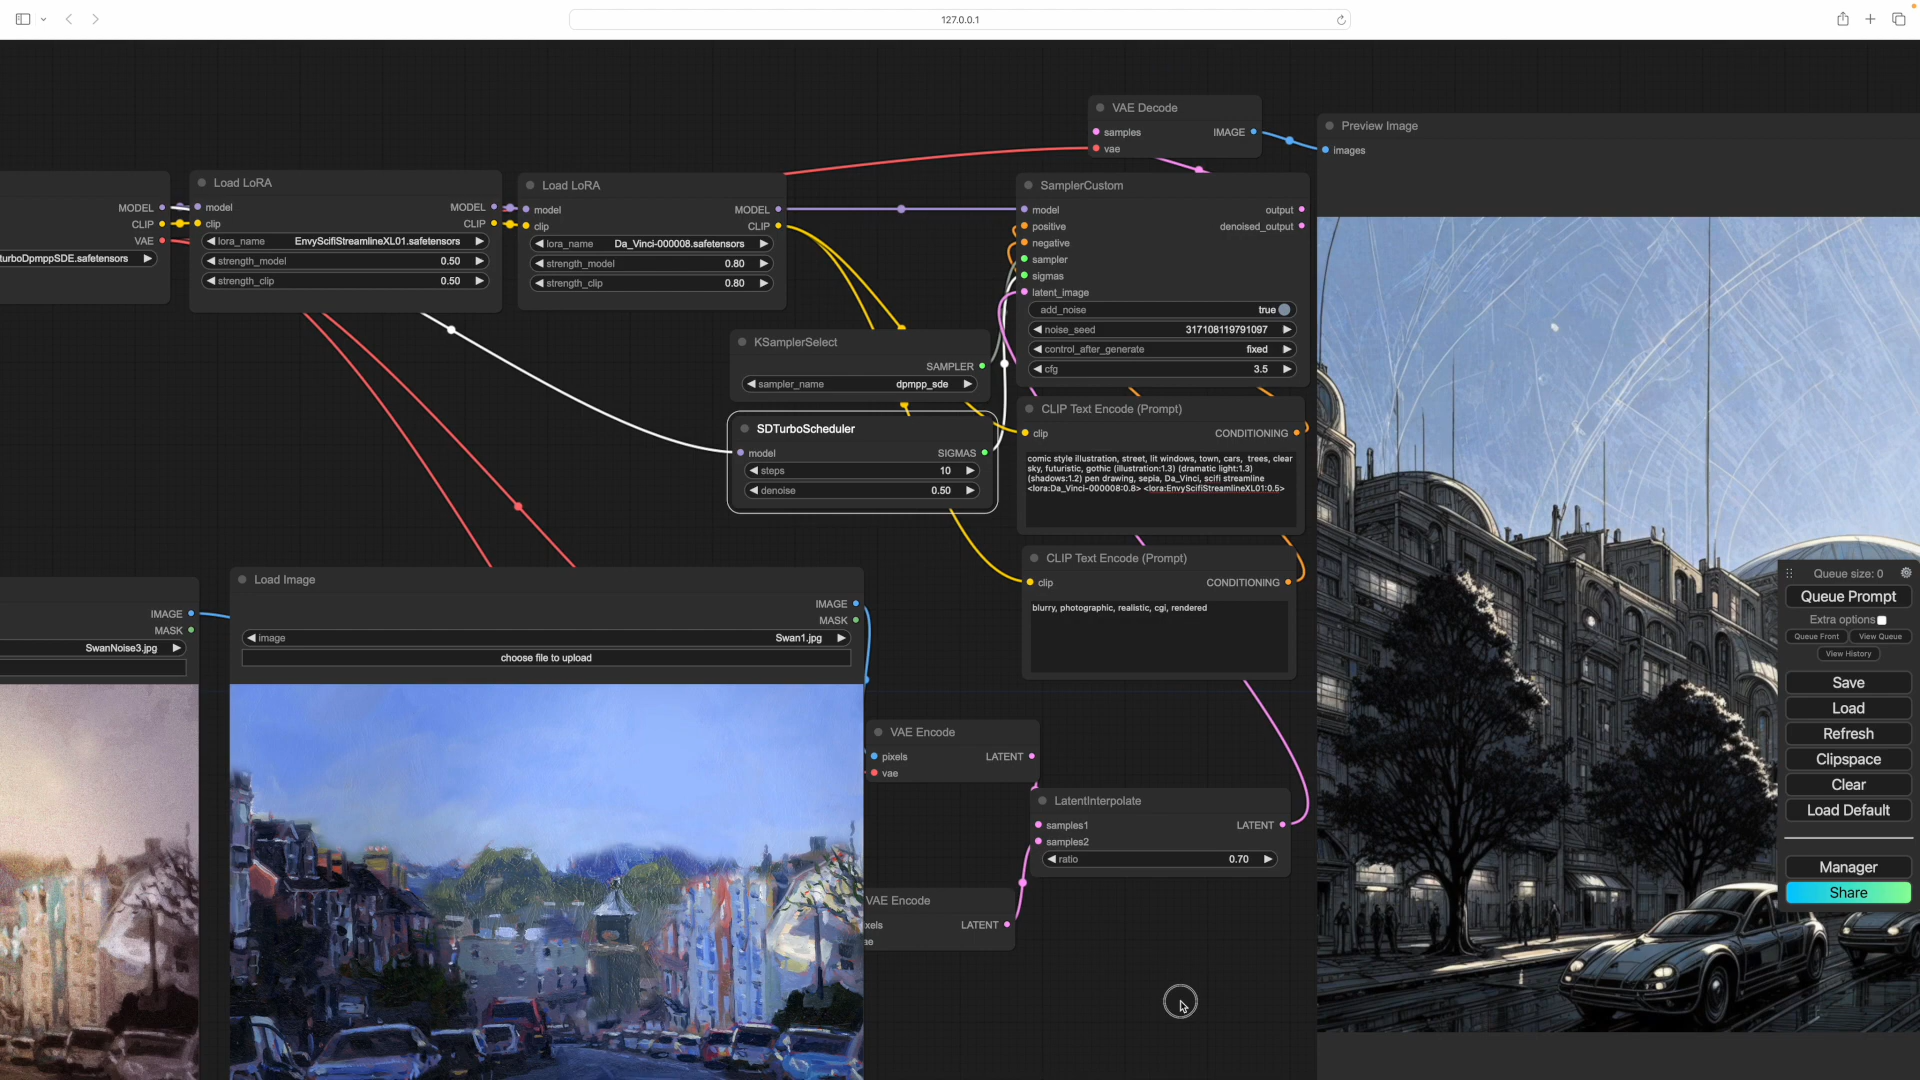 127.0.0.1
MODEL
CLIP
VAE
turboDpmppSDE.safetensors
Load LoRA
model
MODEL
clip
CLIP
lora_name EnvyScifiStreamlineXL01.safetensors
strength_model 0.50
strength_clip 0.50
Load LoRA
model
MODEL
clip
CLIP
lora_name Da_Vinci-000008.safetensors
strength_model 0.80
strength_clip 0.80
VAE Decode
samples
IMAGE
vae
Preview Image
images
SamplerCustom
model
output
positive
denoised_output
negative
sampler
sigmas
latent_image
add_noise true
noise_seed 317108119791097
control_after_generate fixed
cfg 3.5
KSamplerSelect
SAMPLER
sampler_name dpmpp_sde
SDTurboScheduler
model
SIGMAS
steps 10
denoise 0.50
CLIP Text Encode (Prompt)
clip
CONDITIONING
comic style illustration, street, lit windows, town, cars, trees, clear
sky, futuristic, gothic (illustration:1.3) (dramatic light:1.3)
(shadows:1.2) pen drawing, sepia, Da_Vinci, scifi streamline
<lora:Da_Vinci-000008:0.8> <lora:EnvyScifiStreamlineXL01:0.5>
CLIP Text Encode (Prompt)
clip
CONDITIONING
blurry, photographic, realistic, cgi, rendered
IMAGE
MASK
SwanNoise3.jpg
Load Image
IMAGE
MASK
image Swan1.jpg
choose file to upload
VAE Encode
pixels
LATENT
vae
LatentInterpolate
samples1
LATENT
samples2
ratio 0.70
VAE Encode
xels
LATENT
ae
Queue size: 0
Queue Prompt
Extra options
Queue Front
View Queue
View History
Save
Load
Refresh
Clipspace
Clear
Load Default
Manager
Share